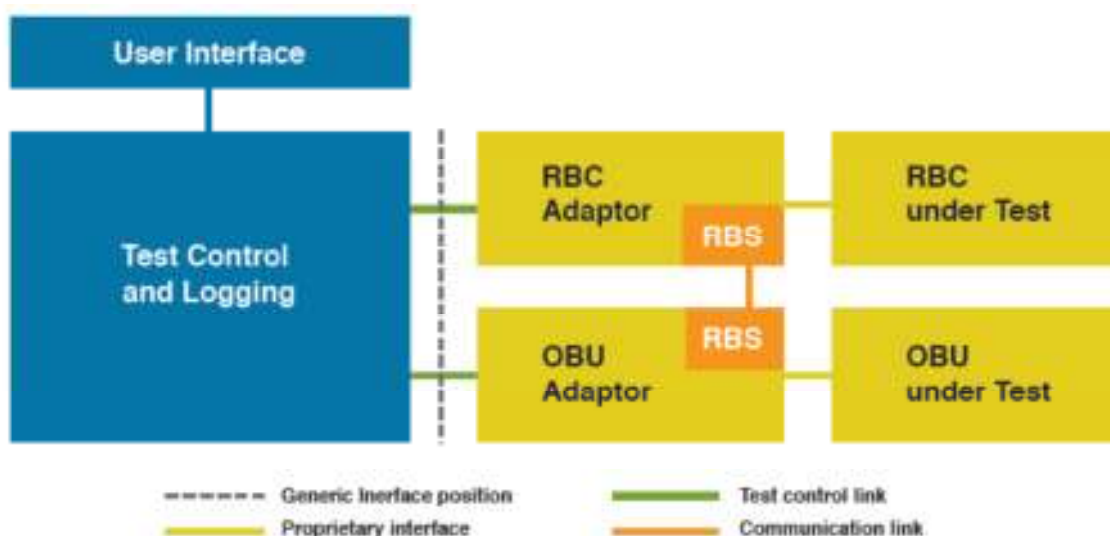 User Interface
Test Control
and Logging
RBC
Adaptor
RBS
RBC
under Test
OBU
Adaptor
RBS
OBU
under Test
Generic Inerface position
Test control link
Proprietary interface
Communication link